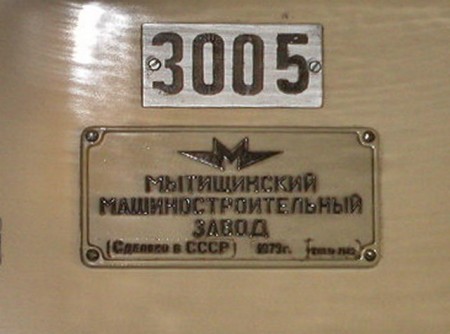 3005
М
МЫТИЩИНСКИЙ
МАШИНОСТРОИТЕЛЬНЫЙ
ЗАВОД
(Сделано в СССР) 1979г.